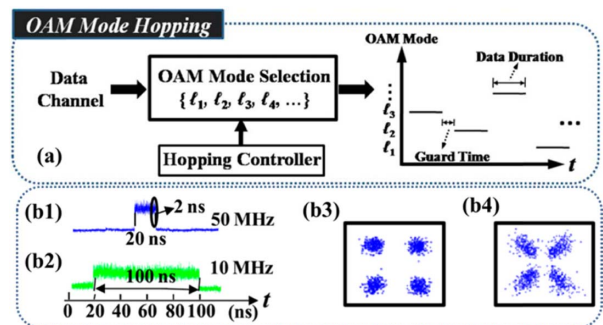 OAM Mode Hopping
Data
Channel
OAM Mode Selection
{ ℓ1, ℓ2, ℓ3, ℓ4, ...}
Hopping Controller
(a)
OAM Mode
Data Duration
⋮
ℓ3
ℓ2
ℓ1
Guard Time
...
t
(b1)
2 ns
50 MHz
20 ns
(b2)
10 MHz
100 ns
0 20 40 60 80 100 (ns) t
(b3)
(b4)